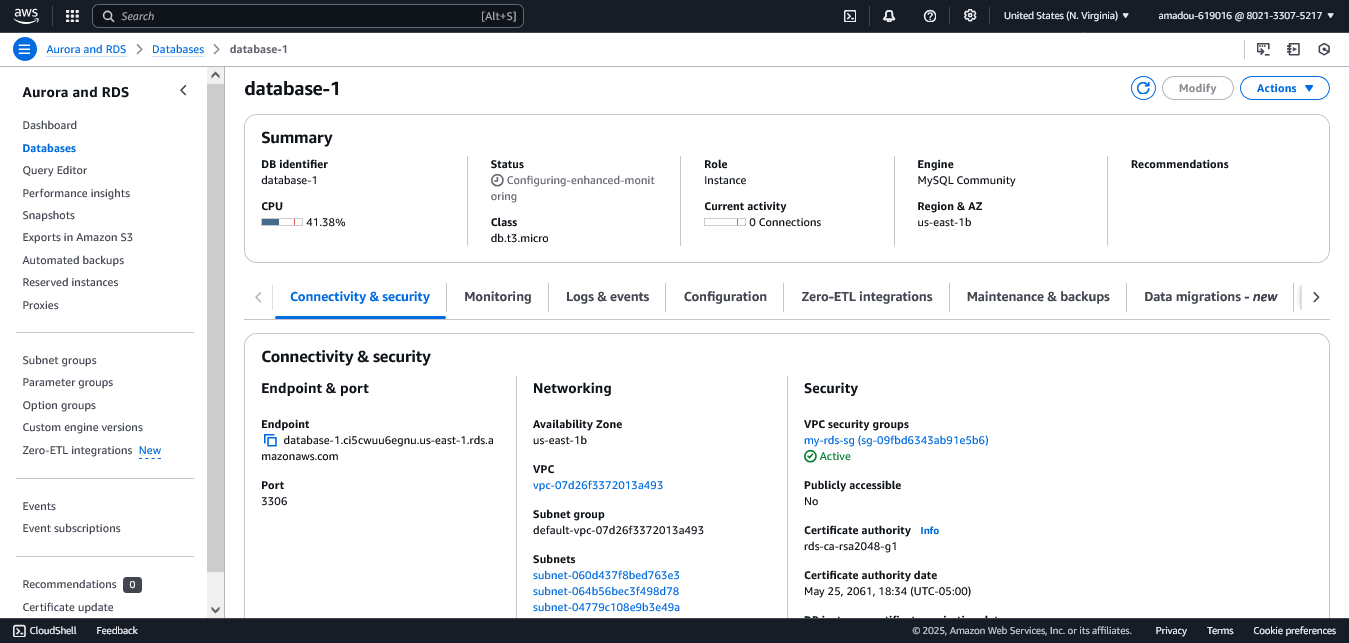 aws
Search [Alt+S]
United States (N. Virginia) ▼
amadou-619016 @ 8021-3307-5217 ▼
Aurora and RDS > Databases > database-1
Aurora and RDS
Dashboard
Databases
Query Editor
Performance insights
Snapshots
Exports in Amazon S3
Automated backups
Reserved instances
Proxies
Subnet groups
Parameter groups
Option groups
Custom engine versions
Zero-ETL integrations New
Events
Event subscriptions
Recommendations 0
Certificate update
database-1
Modify
Actions ▼
Summary
DB identifier
database-1
CPU
41.38%
Status
Configuring-enhanced-monit
oring
Class
db.t3.micro
Role
Instance
Current activity
0 Connections
Engine
MySQL Community
Region & AZ
us-east-1b
Recommendations
Connectivity & security
Monitoring
Logs & events
Configuration
Zero-ETL integrations
Maintenance & backups
Data migrations - new
Connectivity & security
Endpoint & port
Endpoint
database-1.ci5cwuu6egnu.us-east-1.rds.a
mazonaws.com
Port
3306
Networking
Availability Zone
us-east-1b
VPC
vpc-07d26f3372013a493
Subnet group
default-vpc-07d26f3372013a493
Subnets
subnet-060d437f8bed763e3
subnet-064b56bec3f498d78
subnet-04779c108e9b3e49a
Security
VPC security groups
my-rds-sg (sg-09fbd6343ab91e5b6)
Active
Publicly accessible
No
Certificate authority Info
rds-ca-rsa2048-g1
Certificate authority date
May 25, 2061, 18:34 (UTC-05:00)
CloudShell
Feedback
© 2025, Amazon Web Services, Inc. or its affiliates.
Privacy
Terms
Cookie preferences